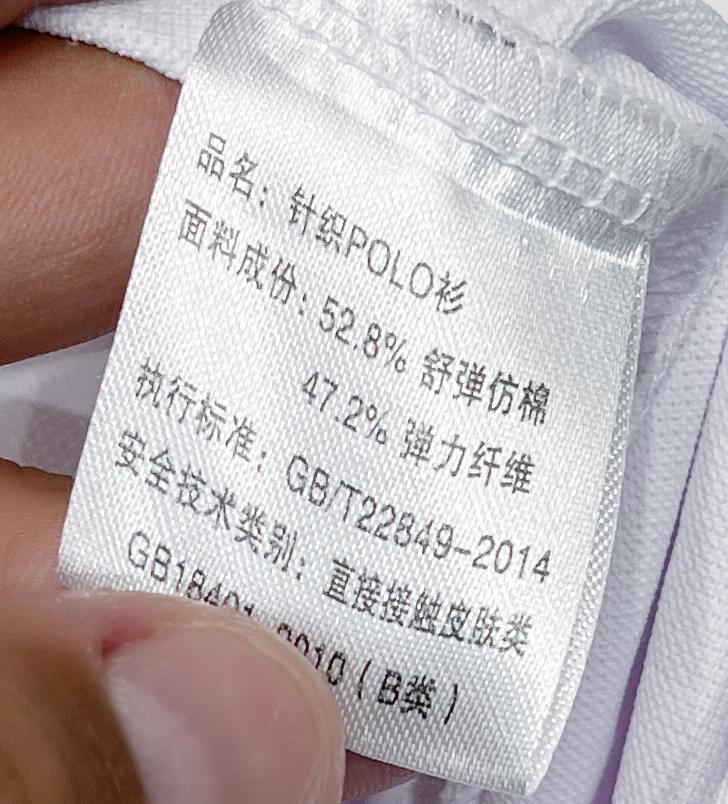 品名：针织POLO衫
面料成份：52.8% 舒弹仿棉
47.2% 弹力纤维
执行标准：GB/T22849-2014
安全技术类别：直接接触皮肤类
GB18401-2010（B类）